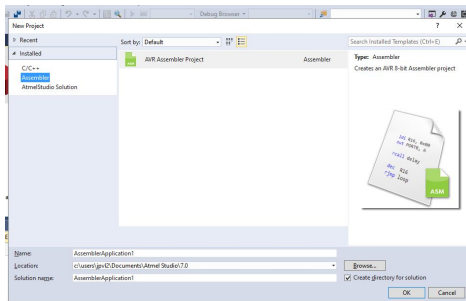 Debug Browser
New Project
? X
Recent
Installed
C/C++
Assembler
AtmelStudio Solution
Sort by: Default
Search Installed Templates (Ctrl+E)
AVR Assembler Project
Assembler
Type: Assembler
Creates an AVR 8-bit Assembler project
ldi R16, 0xAA
out PORTB, R
rcall delay
dec R16
rjmp loop
ASM
Name: AssemblerApplication1
Location: c:\users\jpvl2\Documents\Atmel Studio\7.0
Browse...
Solution name: AssemblerApplication1
Create directory for solution
OK Cancel